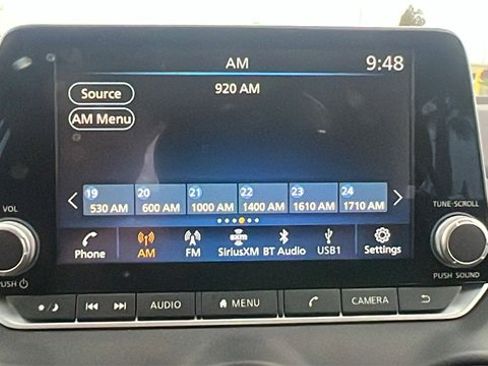 AM
9:48
Source
920 AM
AM Menu
19 20 21 22 23 24
530 AM 600 AM 1000 AM 1400 AM 1610 AM 1710 AM
VOL
TUNE-SCROLL
Phone AM FM SiriusXM BT Audio USB1 Settings
PUSH
PUSH SOUND
AUDIO MENU CAMERA